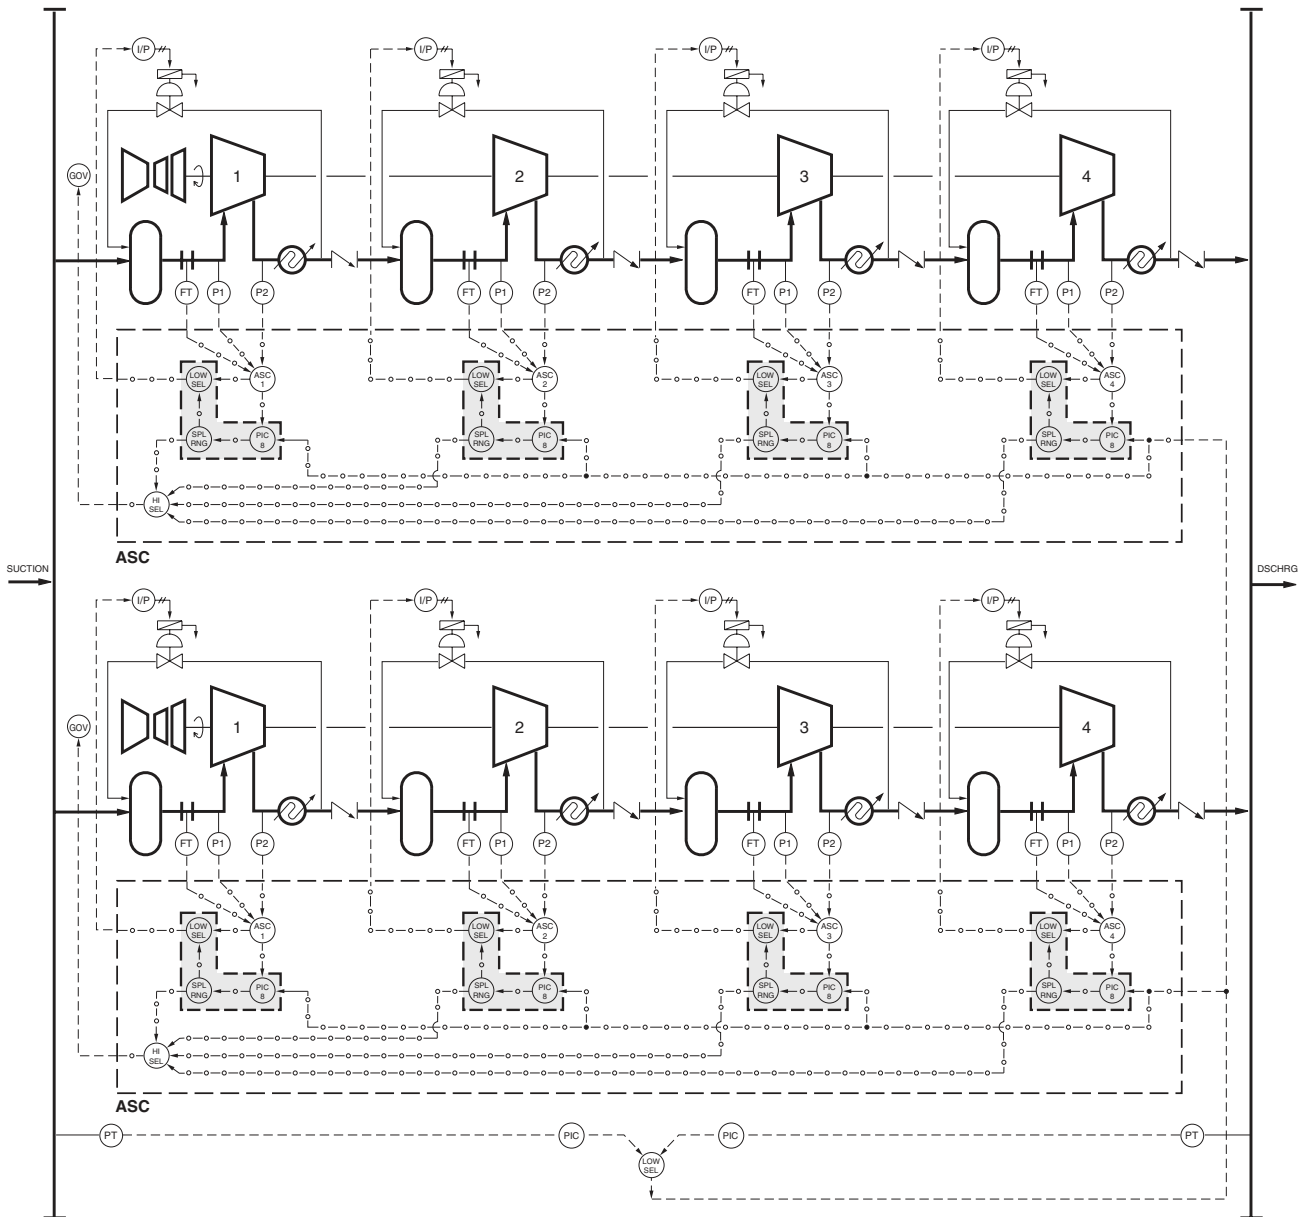 I/P I/P I/P I/P
1 2 3 4
GOV
FT P1 P2 FT P1 P2 FT P1 P2 FT P1 P2
LOW SEL ASC 1 LOW SEL ASC 2 LOW SEL ASC 3 LOW SEL ASC 4
SPL RNG PIC 8 SPL RNG PIC 8 SPL RNG PIC 8 SPL RNG PIC 8
HI SEL
ASC
SUCTION DSCHRG
I/P I/P I/P I/P
1 2 3 4
GOV
FT P1 P2 FT P1 P2 FT P1 P2 FT P1 P2
LOW SEL ASC 1 LOW SEL ASC 2 LOW SEL ASC 3 LOW SEL ASC 4
SPL RNG PIC 8 SPL RNG PIC 8 SPL RNG PIC 8 SPL RNG PIC 8
HI SEL
ASC
PT PIC PIC PT
LOW SEL